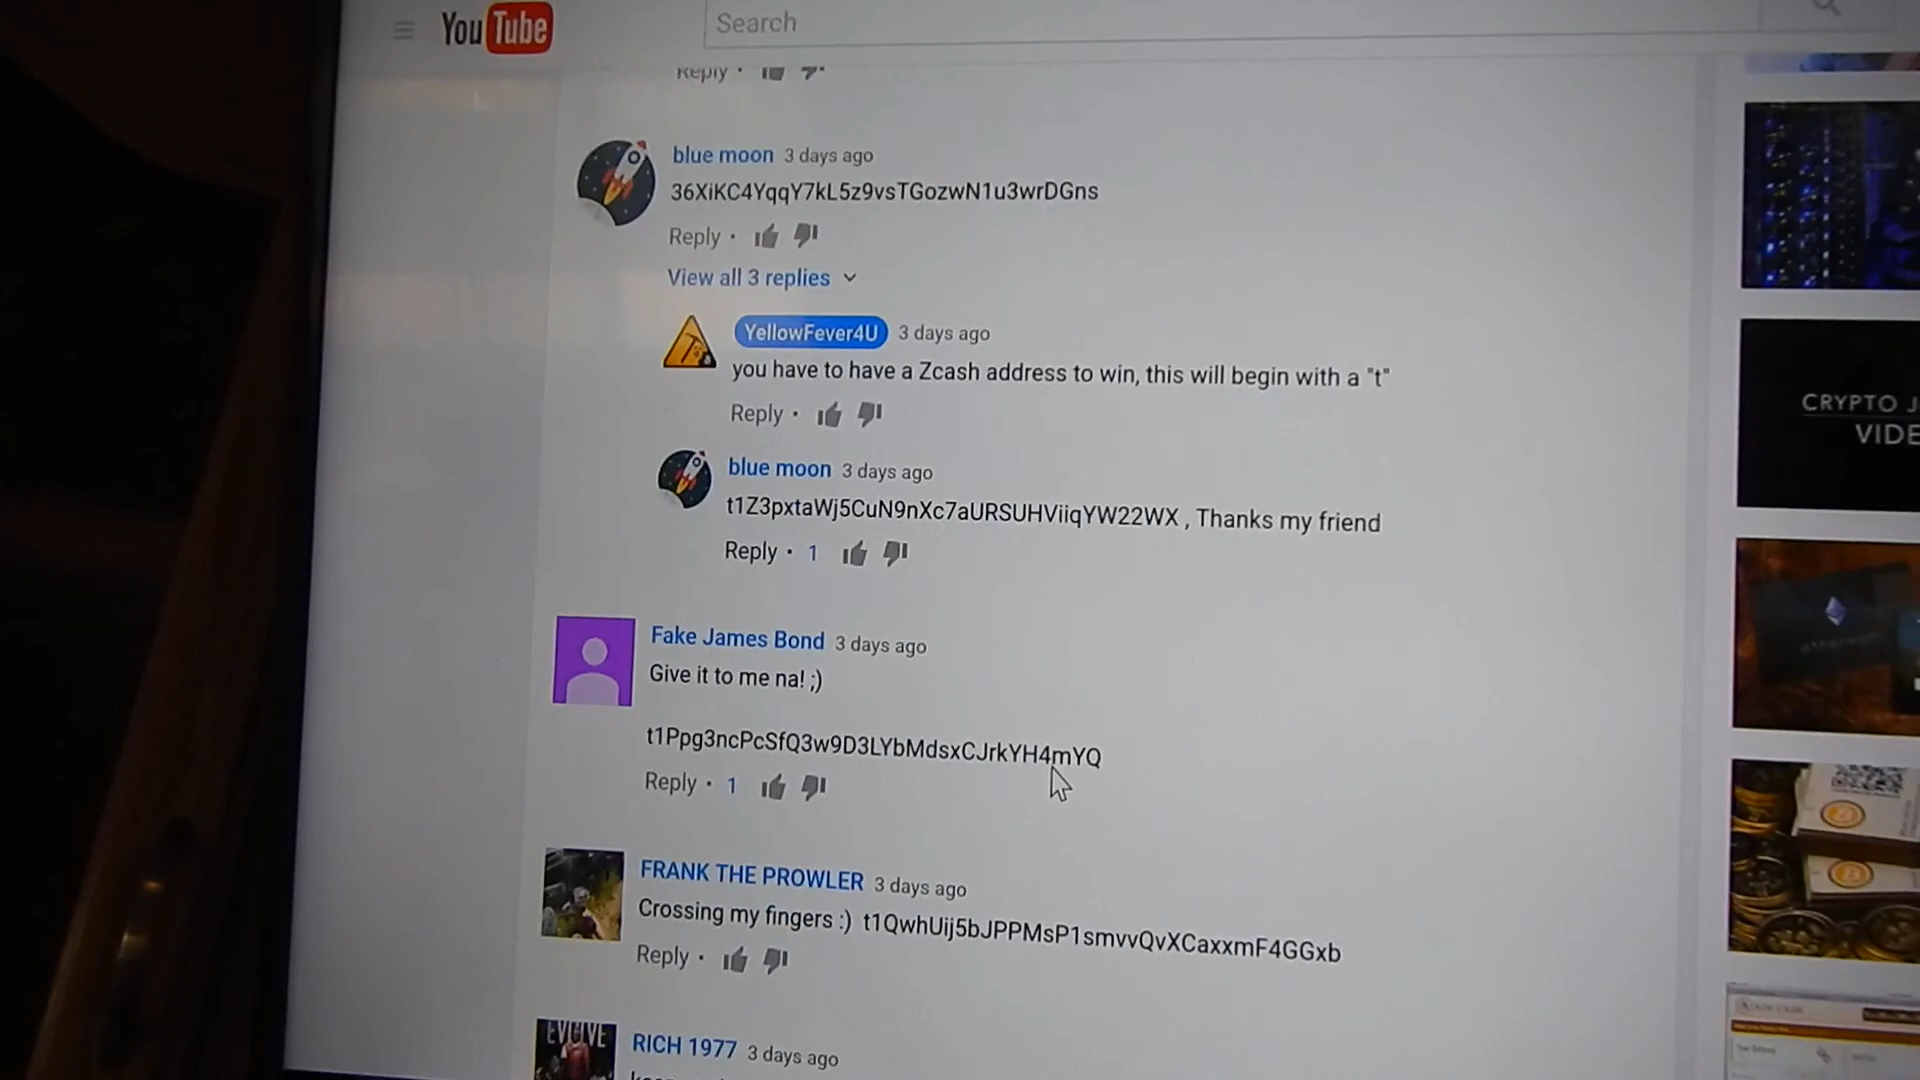 YouTube
Search
Reply
blue moon 3 days ago
36XiKC4YqqY7kL5z9vsTGozwN1u3wrDGns
Reply
View all 3 replies
YellowFever4U 3 days ago
you have to have a Zcash address to win, this will begin with a "t"
Reply
blue moon 3 days ago
t1Z3pxtaWj5CuN9nXc7aURSUHViiqYW22WX , Thanks my friend
Reply · 1
Fake James Bond 3 days ago
Give it to me na! ;)
t1Ppg3ncPcSfQ3w9D3LYbMdsxCJrkYH4mYQ
Reply · 1
FRANK THE PROWLER 3 days ago
Crossing my fingers :) t1QwhUij5bJPPMsP1smvvQvXCaxxmF4GGxb
Reply
RICH 1977 3 days ago
EVOLVE
CRYPTO J
VIDE